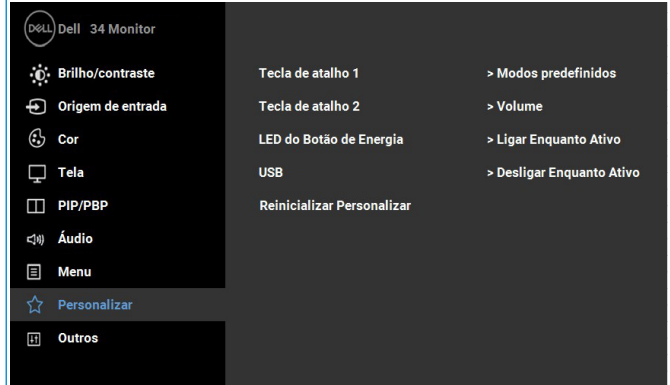 DELL Dell 34 Monitor
Brilho/contraste
Tecla de atalho 1 > Modos predefinidos
Origem de entrada
Tecla de atalho 2 > Volume
Cor
LED do Botão de Energia > Ligar Enquanto Ativo
Tela
USB > Desligar Enquanto Ativo
PIP/PBP
Reinicializar Personalizar
Áudio
Menu
Personalizar
Outros